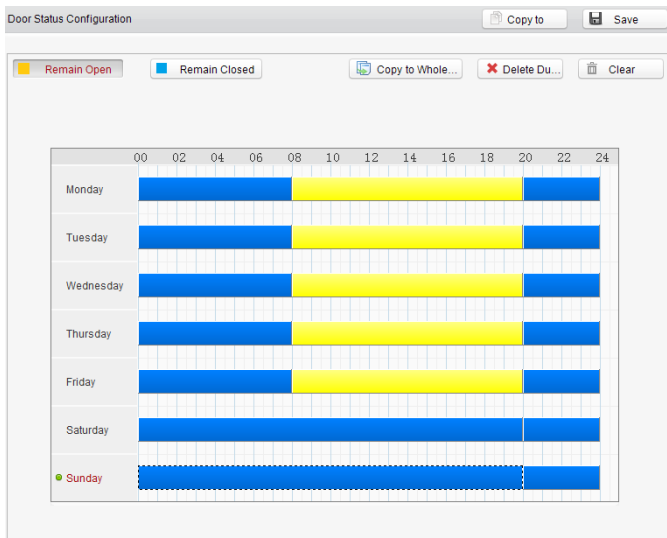 Door Status Configuration Copy to Save
Remain Open Remain Closed Copy to Whole... Delete Du... Clear
00 02 04 06 08 10 12 14 16 18 20 22 24
Monday
Tuesday
Wednesday
Thursday
Friday
Saturday
Sunday